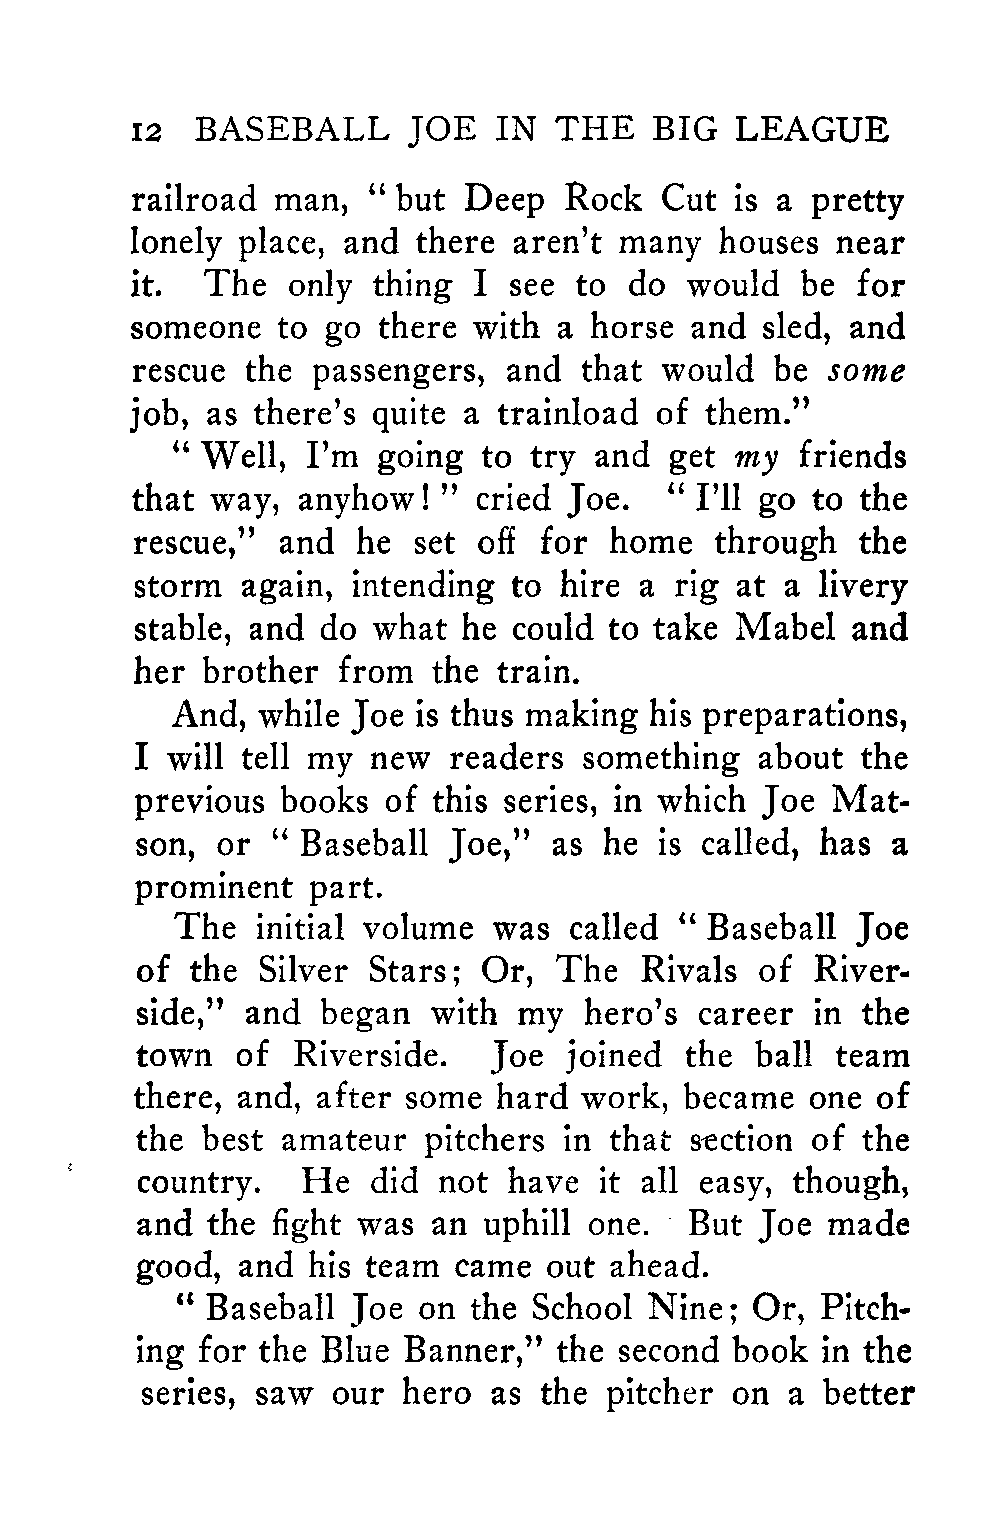 12 BASEBALL JOE IN THE BIG LEAGUE
railroad man, “ but Deep Rock Cut is a pretty
lonely place, and there aren’t many houses near
it. The only thing I see to do would be for
someone to go there with a horse and sled, and
rescue the passengers, and that would be some
job, as there’s quite a trainload of them.”
“ Well, I’m going to try and get my friends
that way, anyhow! ” cried Joe. “ I’ll go to the
rescue,” and he set off for home through the
storm again, intending to hire a rig at a livery
stable, and do what he could to take Mabel and
her brother from the train.
And, while Joe is thus making his preparations,
I will tell my new readers something about the
previous books of this series, in which Joe Mat-
son, or “ Baseball Joe,” as he is called, has a
prominent part.
The initial volume was called “ Baseball Joe
of the Silver Stars; Or, The Rivals of River-
side,” and began with my hero’s career in the
town of Riverside. Joe joined the ball team
there, and, after some hard work, became one of
the best amateur pitchers in that section of the
country. He did not have it all easy, though,
and the fight was an uphill one. But Joe made
good, and his team came out ahead.
“ Baseball Joe on the School Nine; Or, Pitch-
ing for the Blue Banner,” the second book in the
series, saw our hero as the pitcher on a better